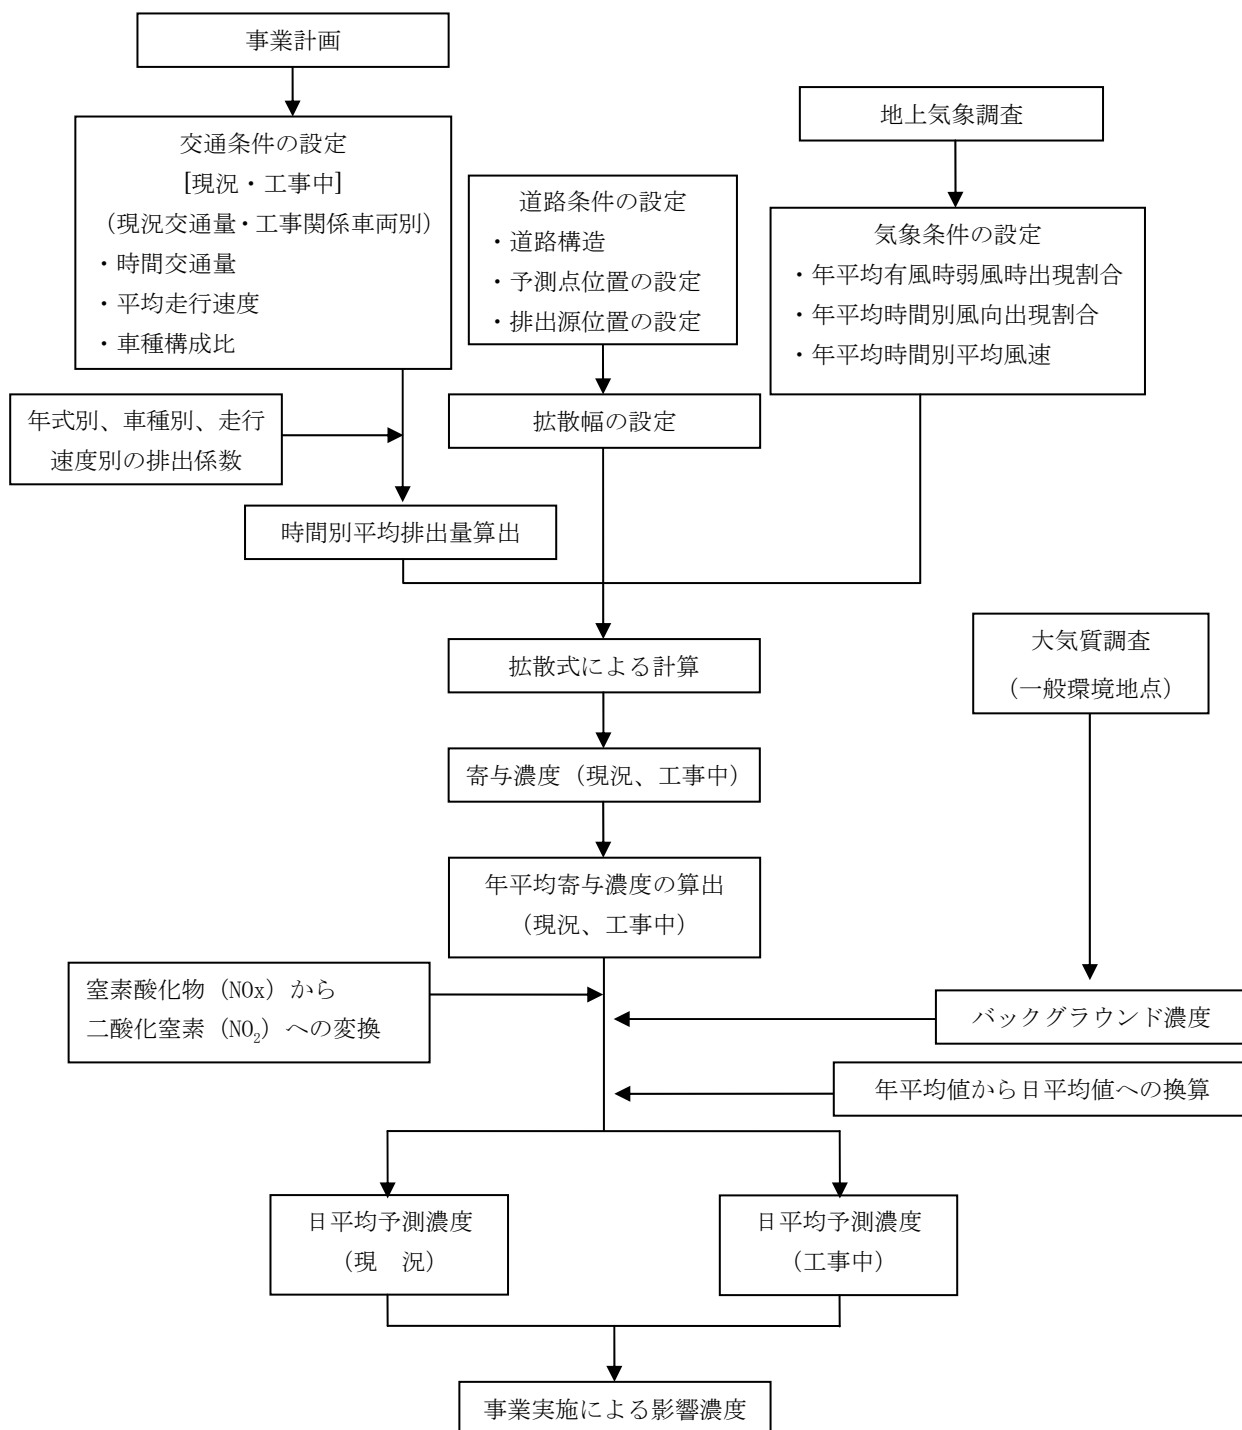 事業計画
交通条件の設定
[現況・工事中]
(現況交通量・工事関係車両別)
・時間交通量
・平均走行速度
・車種構成比
道路条件の設定
・道路構造
・予測点位置の設定
・排出源位置の設定
地上気象調査
気象条件の設定
・年平均有風時弱風時出現割合
・年平均時間別風向出現割合
・年平均時間別平均風速
年式別、車種別、走行
速度別の排出係数
拡散幅の設定
時間別平均排出量算出
拡散式による計算
大気質調査
（一般環境地点）
寄与濃度（現況、工事中）
年平均寄与濃度の算出
（現況、工事中）
窒素酸化物（NOx）から
二酸化窒素（NO₂）への変換
バックグラウンド濃度
年平均値から日平均値への換算
日平均予測濃度
（現　況）
日平均予測濃度
（工事中）
事業実施による影響濃度